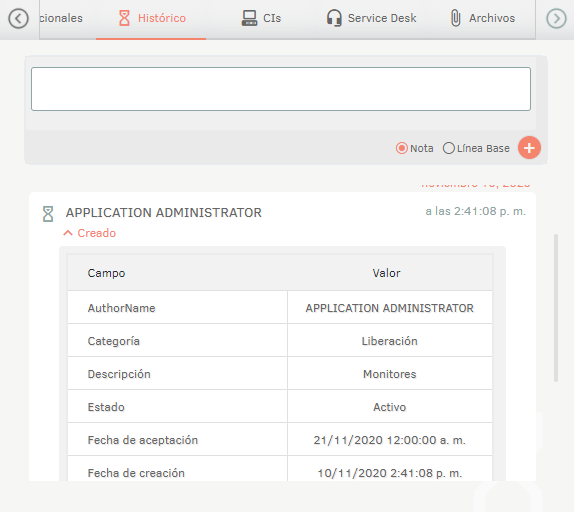 cionales Histórico CIs Service Desk Archivos
Nota Línea Base
APPLICATION ADMINISTRATOR a las 2:41:08 p. m.
Creado
Campo Valor
AuthorName APPLICATION ADMINISTRATOR
Categoría Liberación
Descripción Monitores
Estado Activo
Fecha de aceptación 21/11/2020 12:00:00 a. m.
Fecha de creación 10/11/2020 2:41:08 p. m.